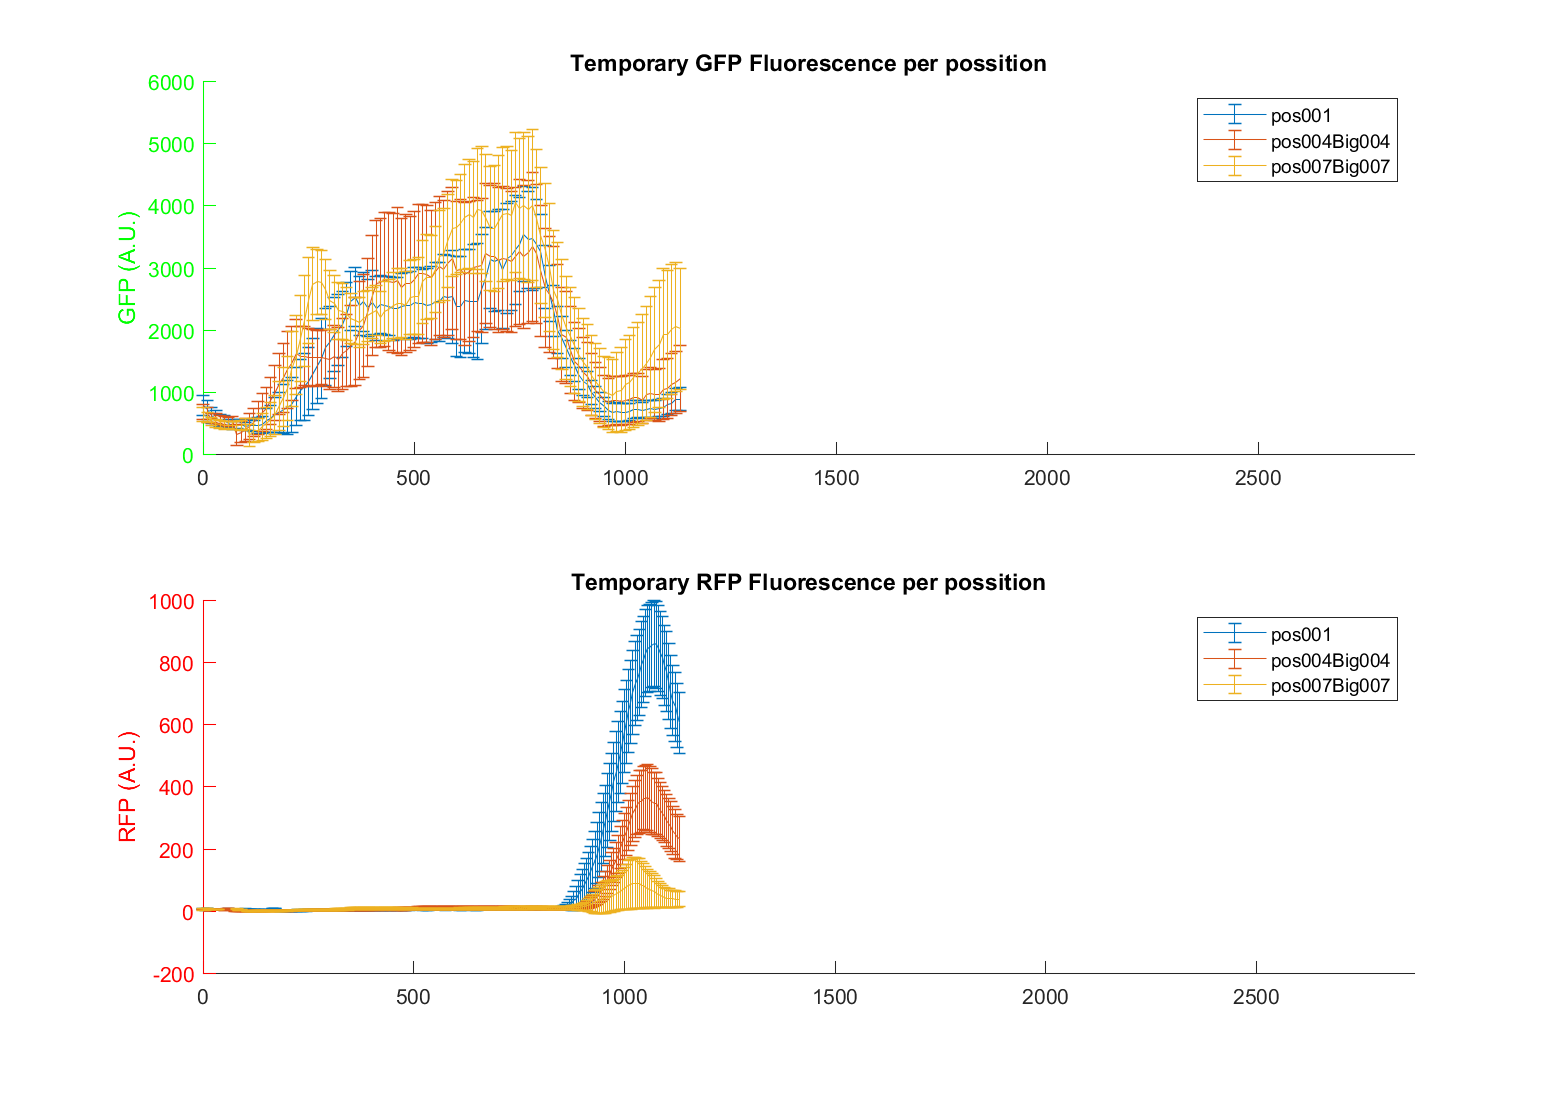 Temporary GFP Fluorescence per possition
6000
5000
4000
3000
2000
1000
0
GFP (A.U.)
0 500 1000 1500 2000 2500
pos001
pos004Big004
pos007Big007
Temporary RFP Fluorescence per possition
1000
800
600
400
200
0
-200
RFP (A.U.)
0 500 1000 1500 2000 2500
pos001
pos004Big004
pos007Big007